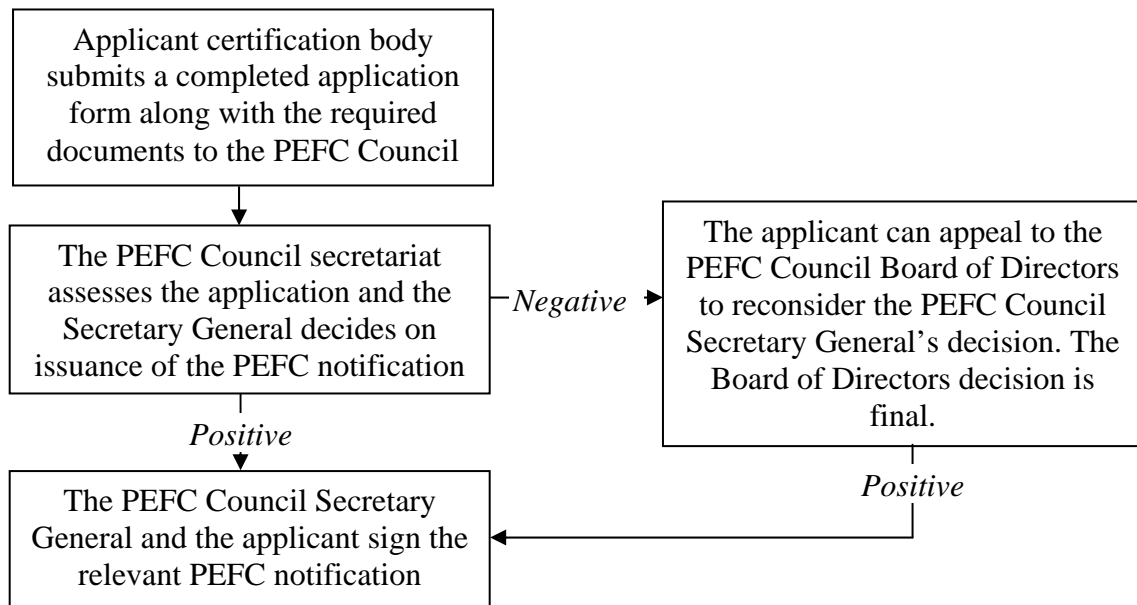 Applicant certification body
submits a completed application
form along with the required
documents to the PEFC Council
The PEFC Council secretariat
assesses the application and the
Secretary General decides on
issuance of the PEFC notification
Negative
The applicant can appeal to the
PEFC Council Board of Directors
to reconsider the PEFC Council
Secretary General’s decision. The
Board of Directors decision is
final.
Positive
Positive
The PEFC Council Secretary
General and the applicant sign the
relevant PEFC notification